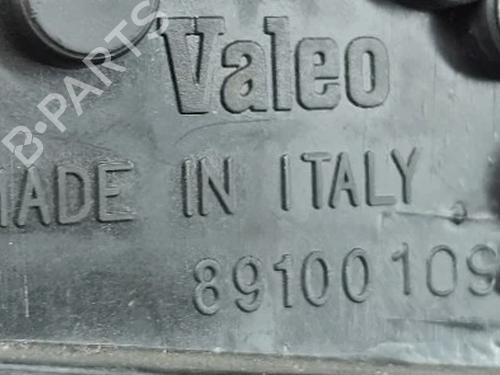 B·PARTS
Valeo
MADE IN ITALY
89100109